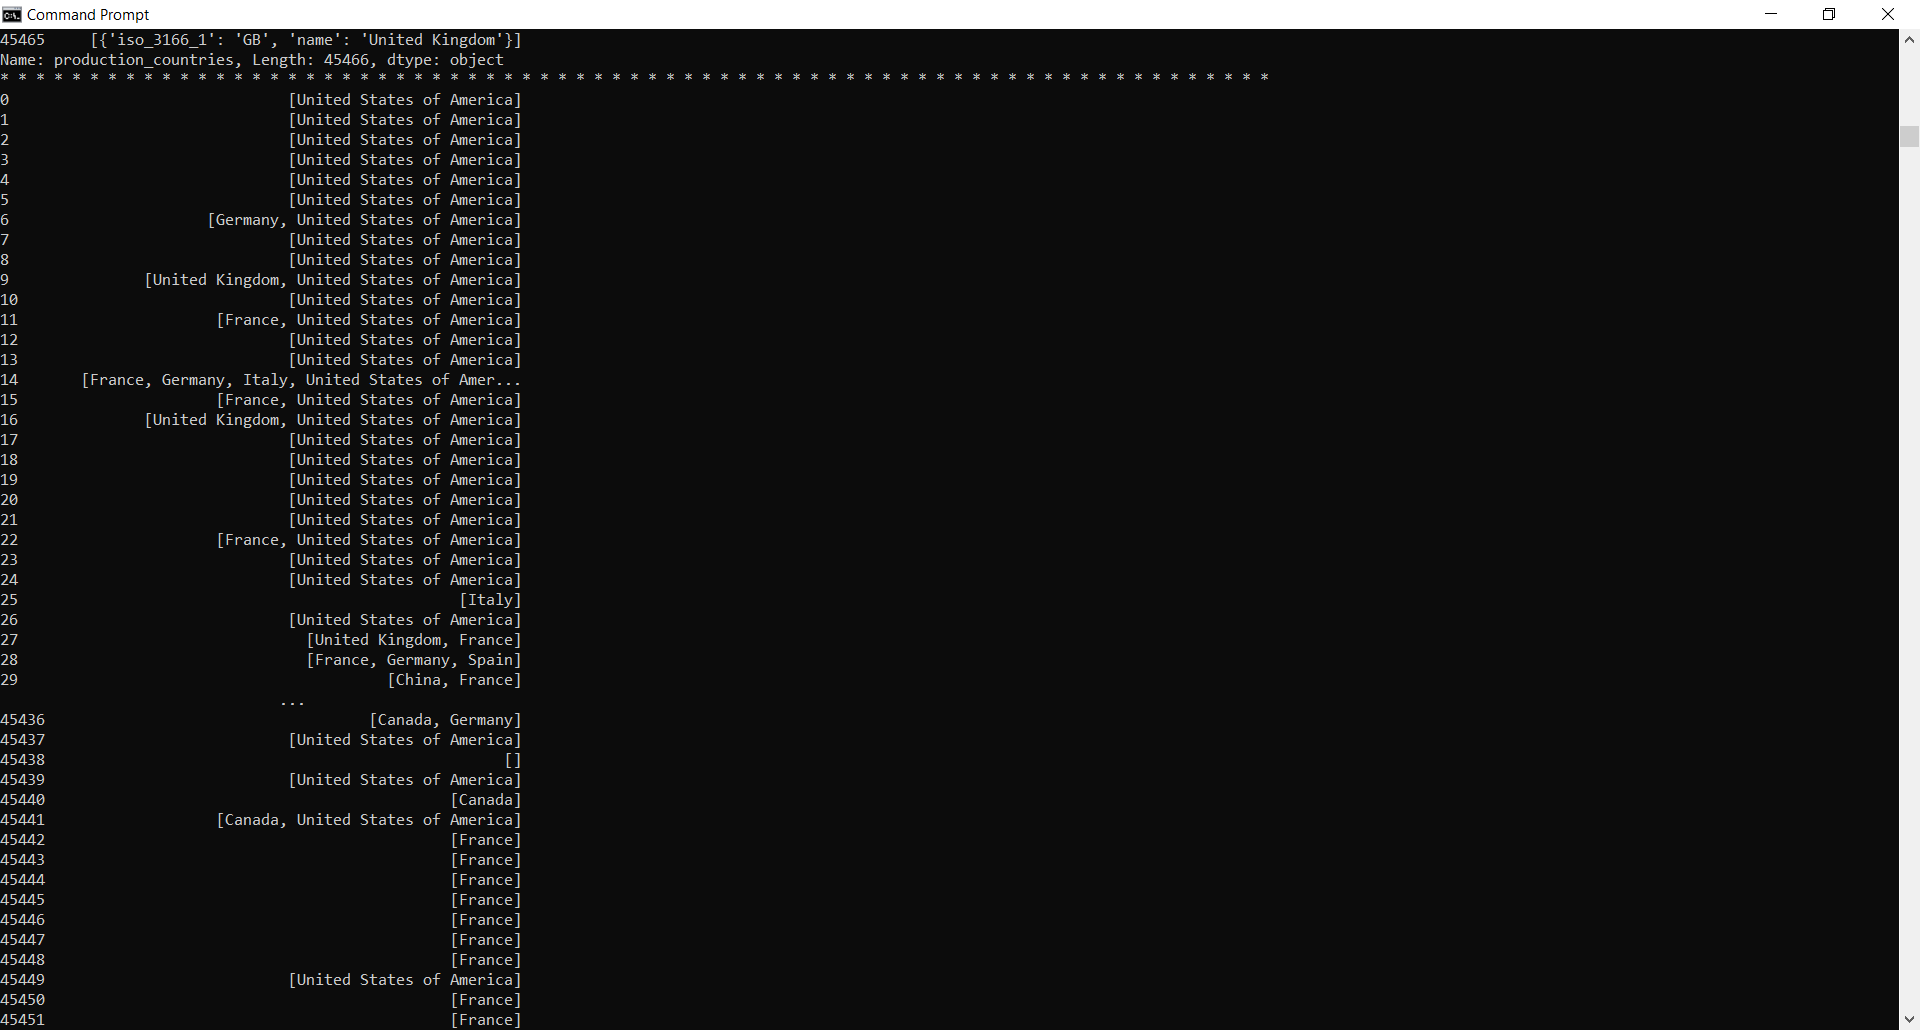 Command Prompt
45465     [{'iso_3166_1': 'GB', 'name': 'United Kingdom'}]
Name: production_countries, Length: 45466, dtype: object
* * * * * * * * * * * * * * * * * * * * * * * * * * * * * * * * * * * * * * * * * * * * * * * * * * * * * * * * * * * * * * * * * * * * * * *
0                               [United States of America]
1                               [United States of America]
2                               [United States of America]
3                               [United States of America]
4                               [United States of America]
5                               [United States of America]
6                      [Germany, United States of America]
7                               [United States of America]
8                               [United States of America]
9               [United Kingdom, United States of America]
10                              [United States of America]
11                      [France, United States of America]
12                              [United States of America]
13                              [United States of America]
14       [France, Germany, Italy, United States of Amer...
15                      [France, United States of America]
16              [United Kingdom, United States of America]
17                              [United States of America]
18                              [United States of America]
19                              [United States of America]
20                              [United States of America]
21                              [United States of America]
22                      [France, United States of America]
23                              [United States of America]
24                              [United States of America]
25                                                 [Italy]
26                              [United States of America]
27                                [United Kingdom, France]
28                                [France, Germany, Spain]
29                                         [China, France]
                               ...
45436                                    [Canada, Germany]
45437                           [United States of America]
45438                                                   []
45439                           [United States of America]
45440                                             [Canada]
45441                   [Canada, United States of America]
45442                                             [France]
45443                                             [France]
45444                                             [France]
45445                                             [France]
45446                                             [France]
45447                                             [France]
45448                                             [France]
45449                           [United States of America]
45450                                             [France]
45451                                             [France]